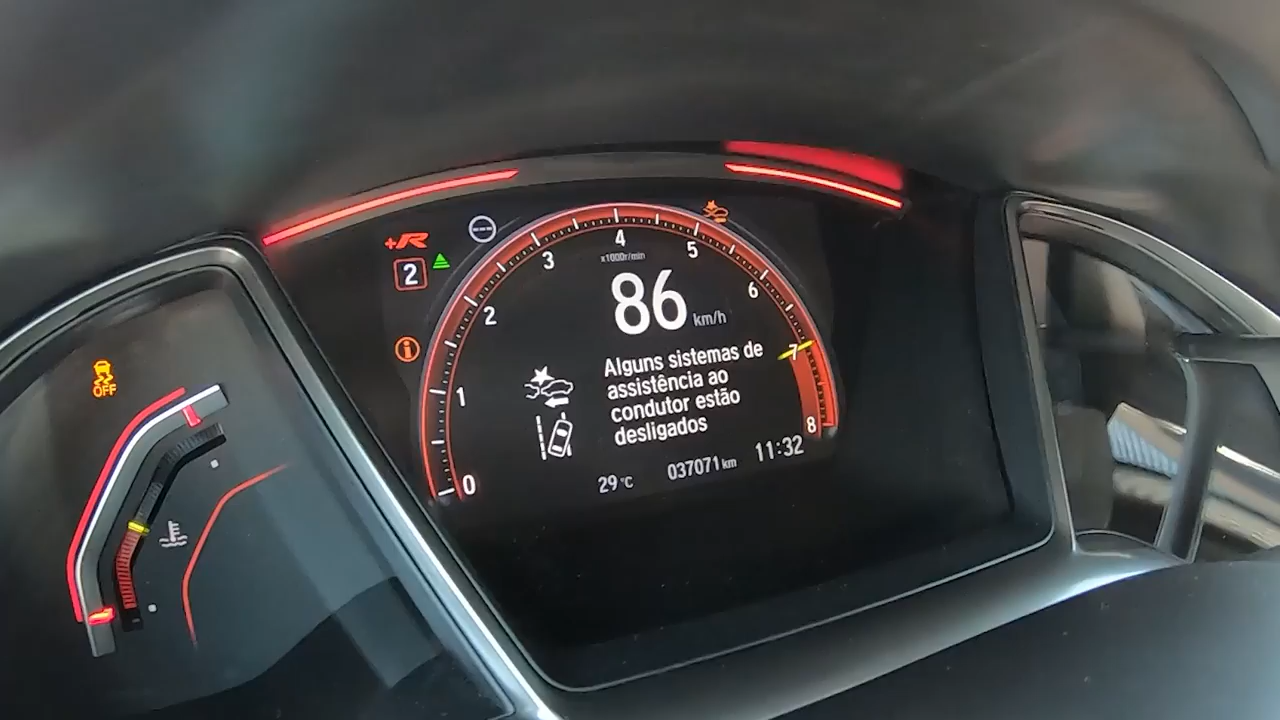 +R
2
OFF
0
1
2
3
4
5
6
7
8
x1000r/min
86 km/h
Alguns sistemas de
assistência ao
condutor estão
desligados
29°C 037071 km 11:32